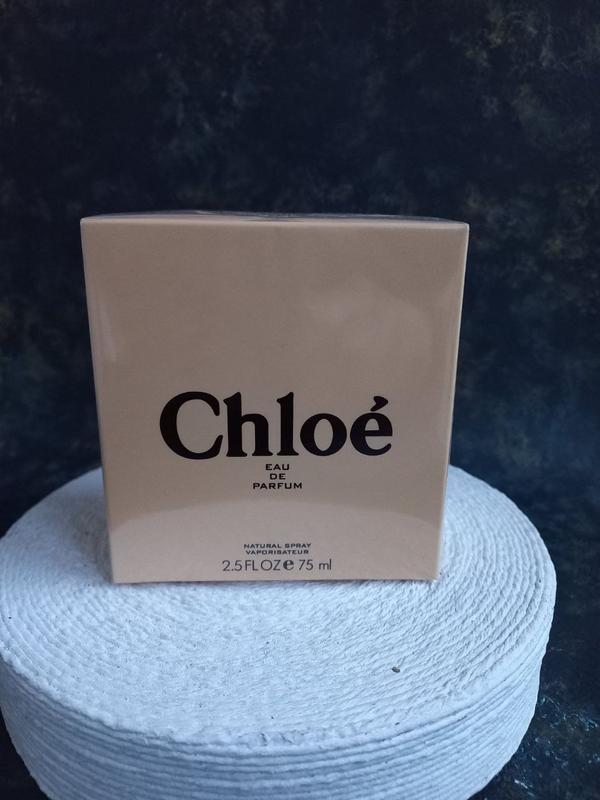 Chloé
EAU
DE
PARFUM
NATURAL SPRAY
VAPORISATEUR
2.5 FL OZ e 75 ml